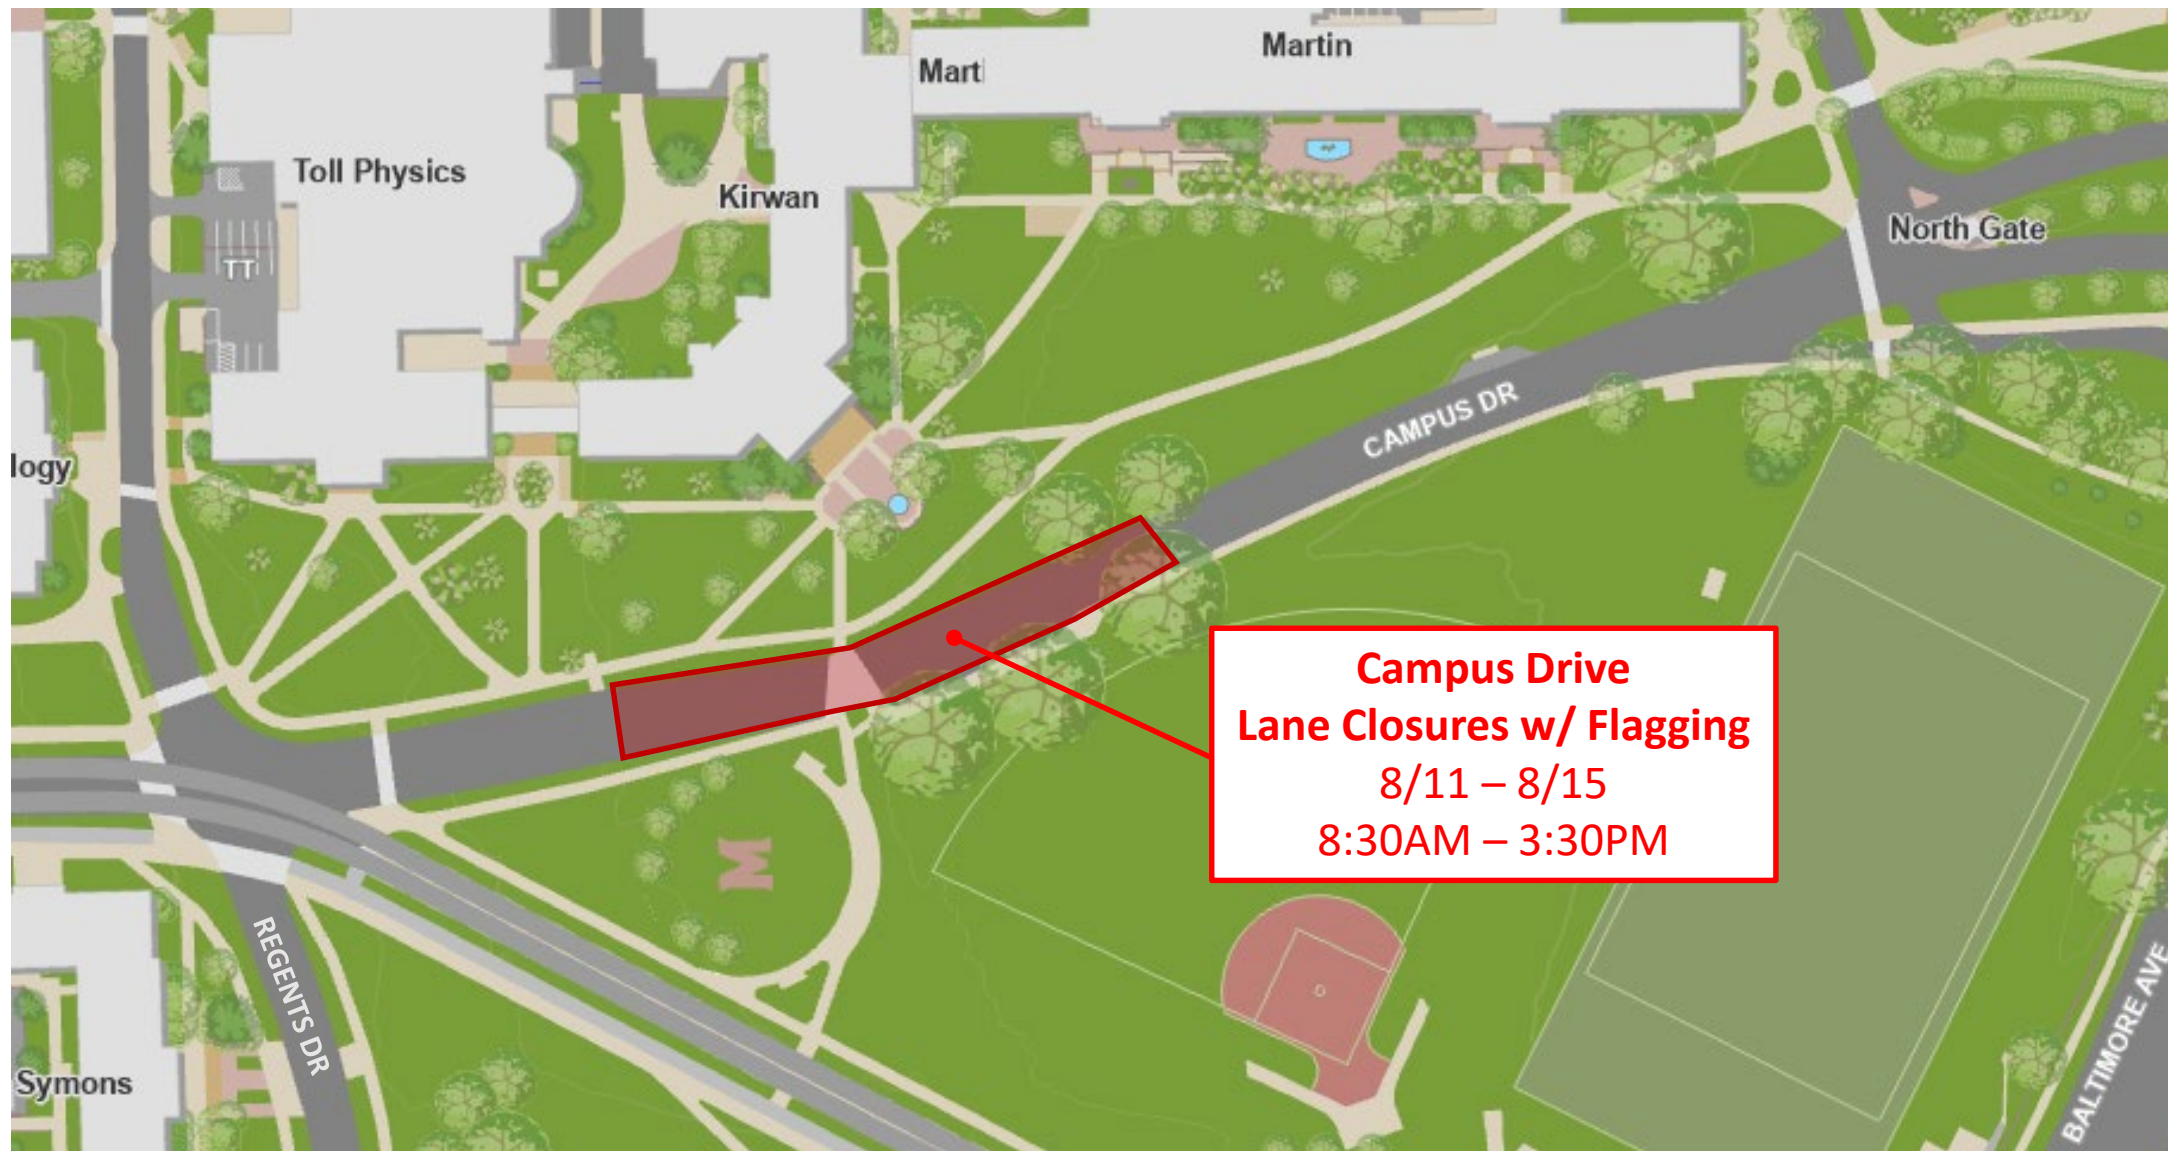 Martin
Mart
Toll Physics
Kirwan
North Gate
TT
CAMPUS DR
logy
Campus Drive
Lane Closures w/ Flagging
8/11 – 8/15
8:30AM – 3:30PM
M
REGENTS DR
BALTIMORE AVE
Symons